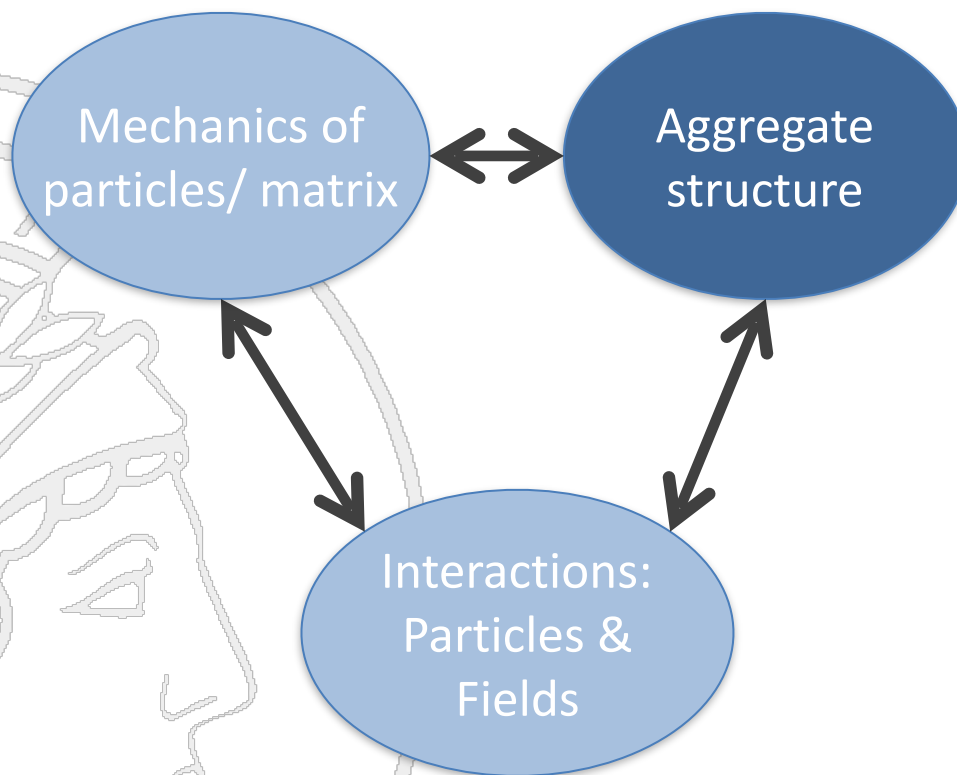 Mechanics of
particles/ matrix
Aggregate
structure
Interactions:
Particles &
Fields